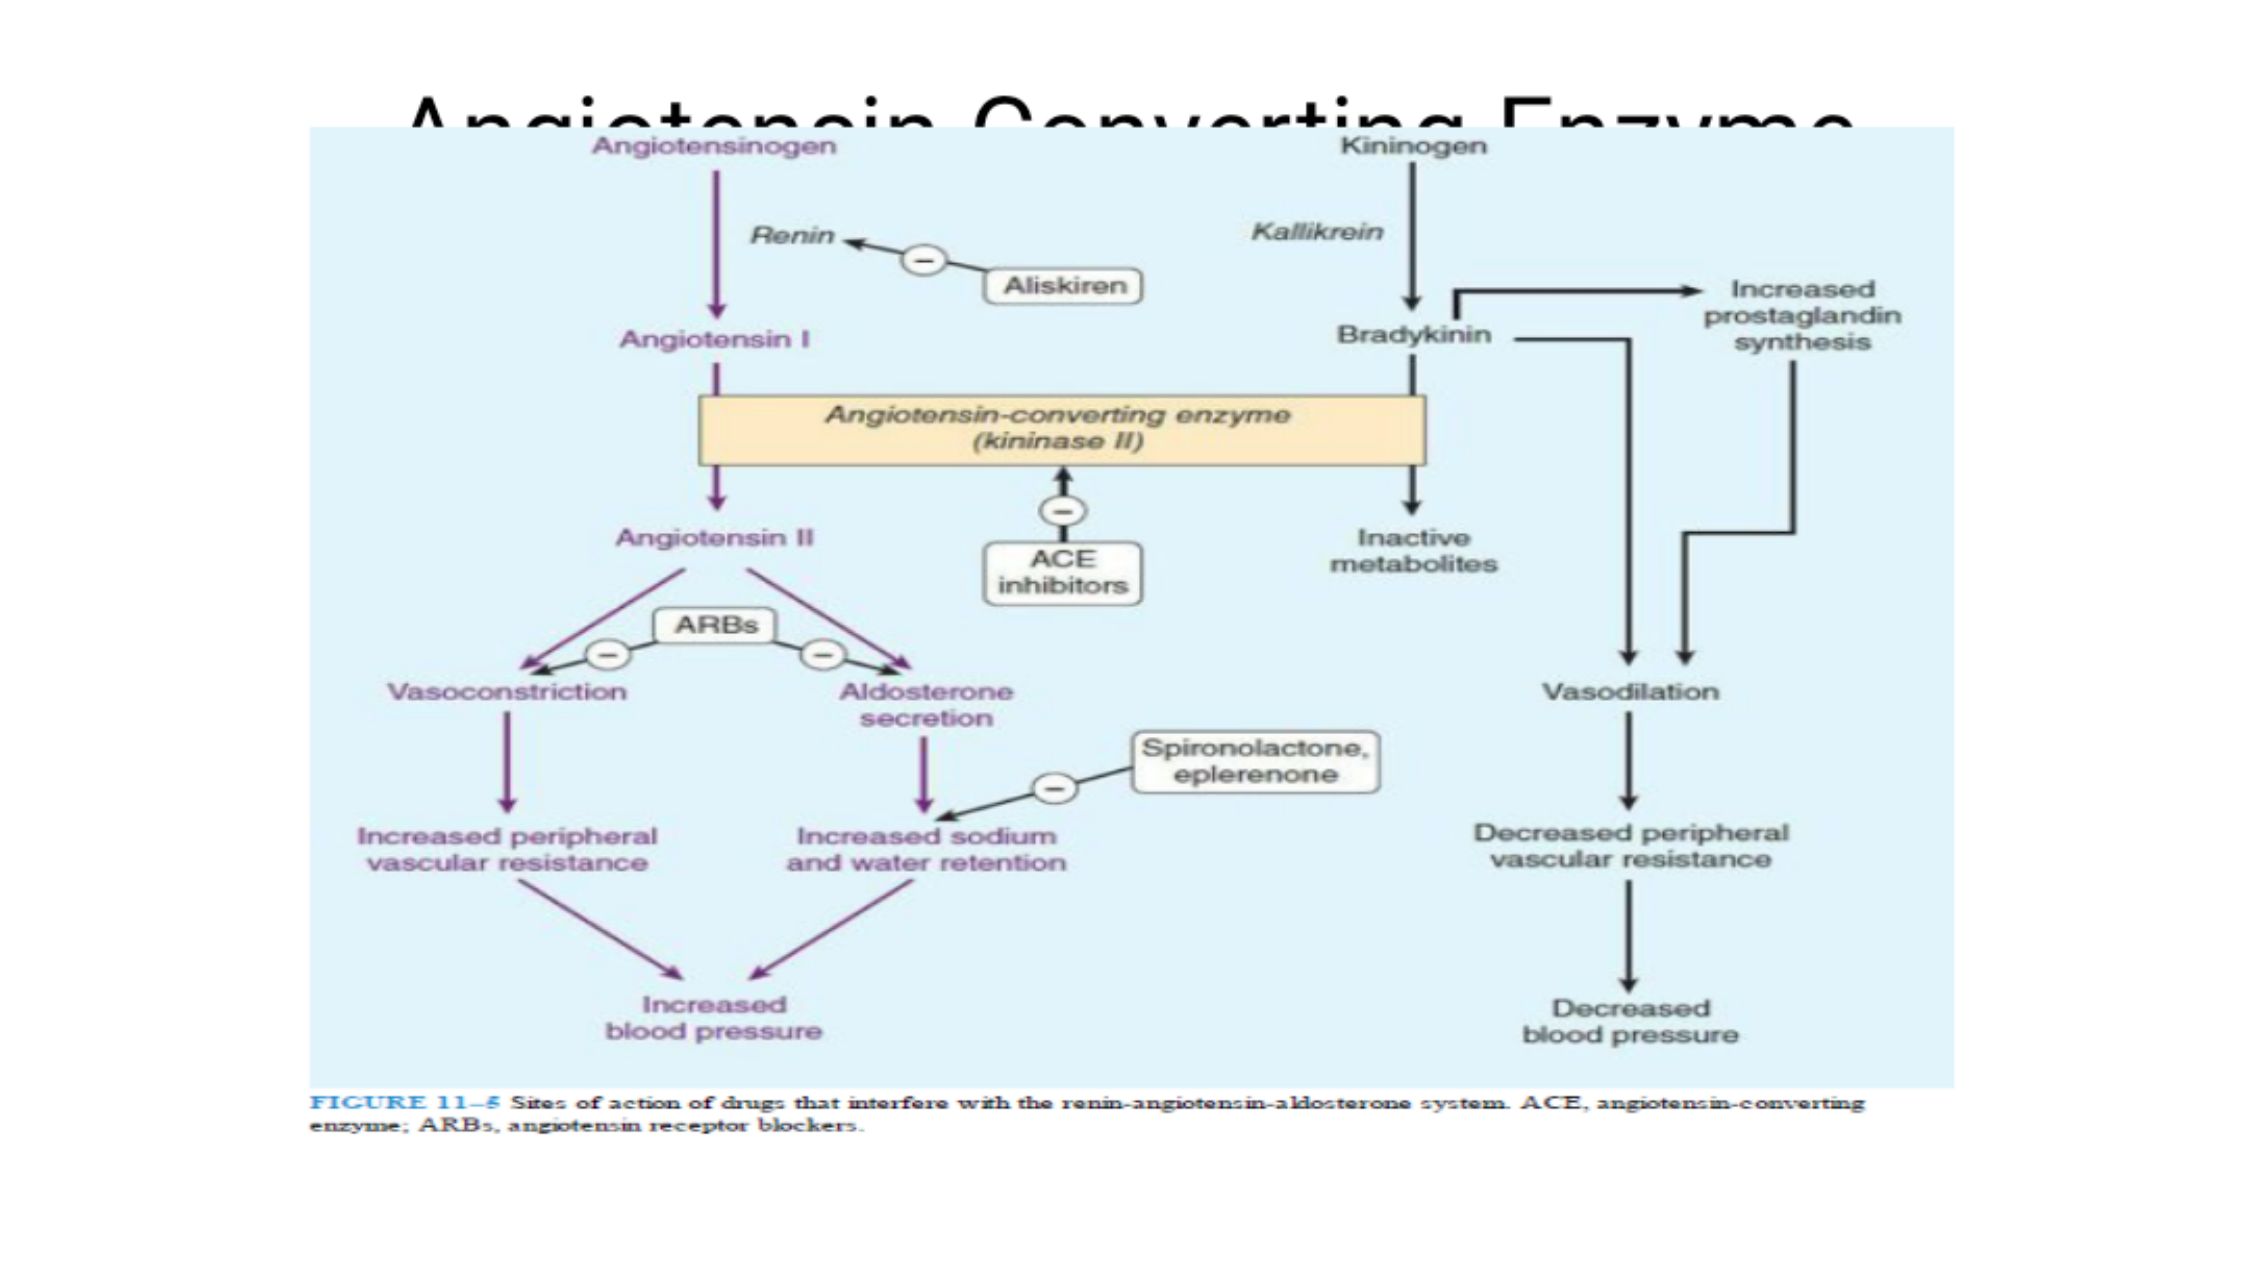 Angiotensin Converting Enzyme
Angiotensinogen
Kininogen
Renin
Kallikrein
Aliskiren
Increased
prostaglandin
synthesis
Angiotensin I
Bradykinin
Angiotensin-converting enzyme
(kininase II)
Angiotensin II
ACE
inhibitors
Inactive
metabolites
ARBs
Vasoconstriction
Aldosterone
secretion
Vasodilation
Spironolactone,
eplerenone
Increased peripheral
vascular resistance
Increased sodium
and water retention
Decreased peripheral
vascular resistance
Increased
blood pressure
Decreased
blood pressure
FIGURE 11–5 Sites of action of drugs that interfere with the renin-angiotensin-aldosterone system. ACE, angiotensin-converting
enzyme; ARBs, angiotensin receptor blockers.